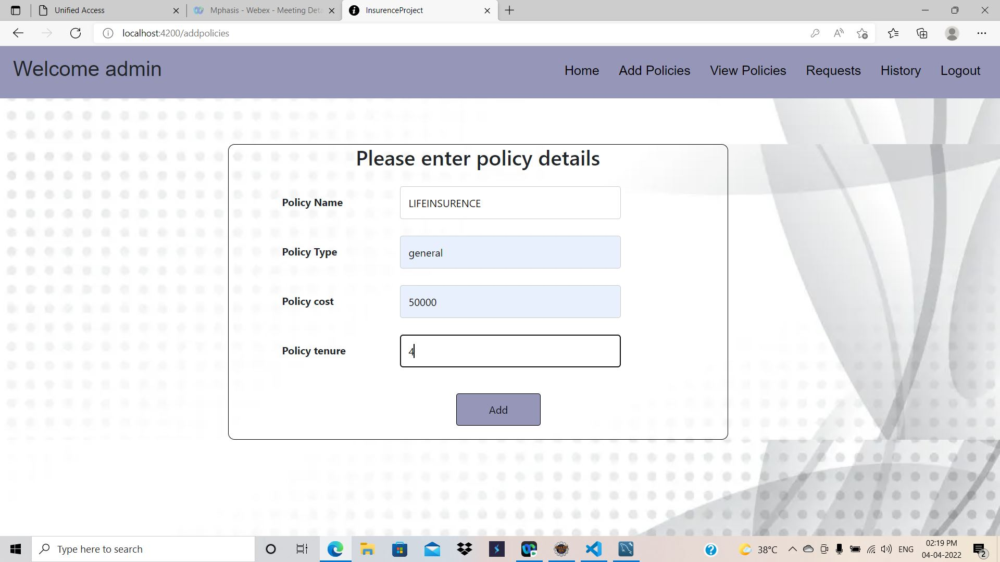 Unified Access
Mphasis - Webex - Meeting Deta
InsurenceProject
localhost:4200/addpolicies
Welcome admin
Home Add Policies View Policies Requests History Logout
Please enter policy details
Policy Name LIFEINSURENCE
Policy Type general
Policy cost 50000
Policy tenure 4
Add
Type here to search
38°C
ENG
02:19 PM
04-04-2022
2